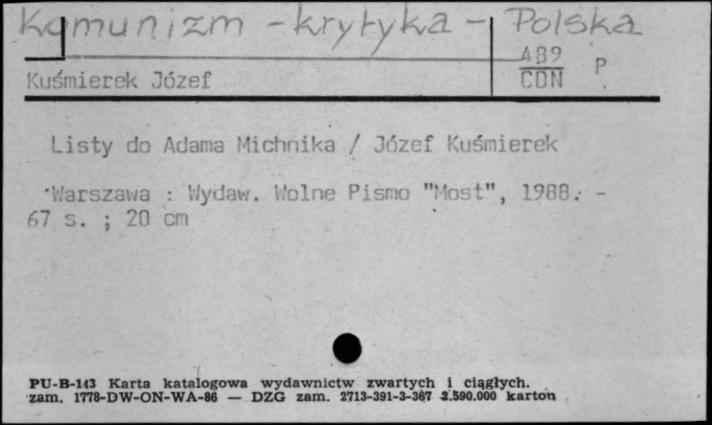 Komunizm - krytyka - Polska
489
CDN P
Kuśmierek Józef
Listy do Adama Michnika / Józef Kuśmierek
Warszawa : Wydaw. Wolne Pismo "Most", 1988. -
67 s. ; 20 cm
PU-B-143 Karta katalogowa wydawnictw zwartych i ciągłych.
zam. 1778-DW-ON-WA-86 — DZG zam. 2713-391-3-387 2.590.000 karton